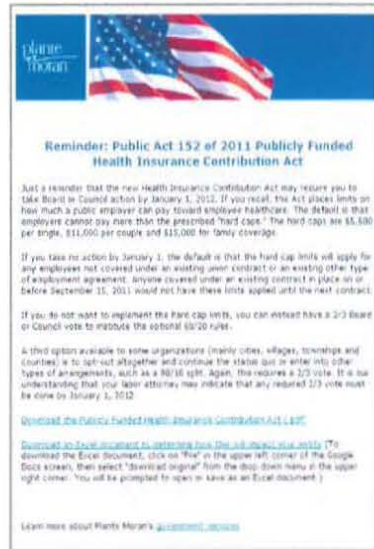 plante
moran
Reminder: Public Act 152 of 2011 Publicly Funded
Health Insurance Contribution Act
Just a reminder that the new Health Insurance Contribution Act may require you to
take Board or Council action by January 1, 2012. If you recall, the Act places limits on
how much a public employer can pay toward employee healthcare. The default is that
employers cannot pay more than the prescribed "hard caps." The hard caps are $5,500
per single, $11,000 per couple and $15,000 for family coverage.
If you take no action by January 1, the default is that the hard cap limits will apply for
any employees not covered under an existing union contract or an existing other type
of employment agreement. Anyone covered under an existing contract in place on or
before September 15, 2011 would not have these limits applied until the next contract.
If you do not want to implement the hard cap limits, you can instead have a 2/3 Board
or Council vote to institute the optional 80/20 rules.
A third option available to some organizations (mainly cities, villages, townships and
counties) is to opt-out altogether and continue the status quo or enter into other
types of arrangements, such as a 90/10 split. Again, this requires a 2/3 vote. It is our
understanding that your labor attorney may indicate that any required 2/3 vote must
be done by January 1, 2012.
Download the Publicly Funded Health Insurance Contribution Act (.pdf)
Download an Excel document to determine how this will impact your entity (To
download the Excel document, click on "File" in the upper left corner of the Google
Docs screen, then select "download original" from the drop down menu in the upper
right corner. You will be prompted to open or save as an Excel document.)
Learn more about Plante Moran's government services